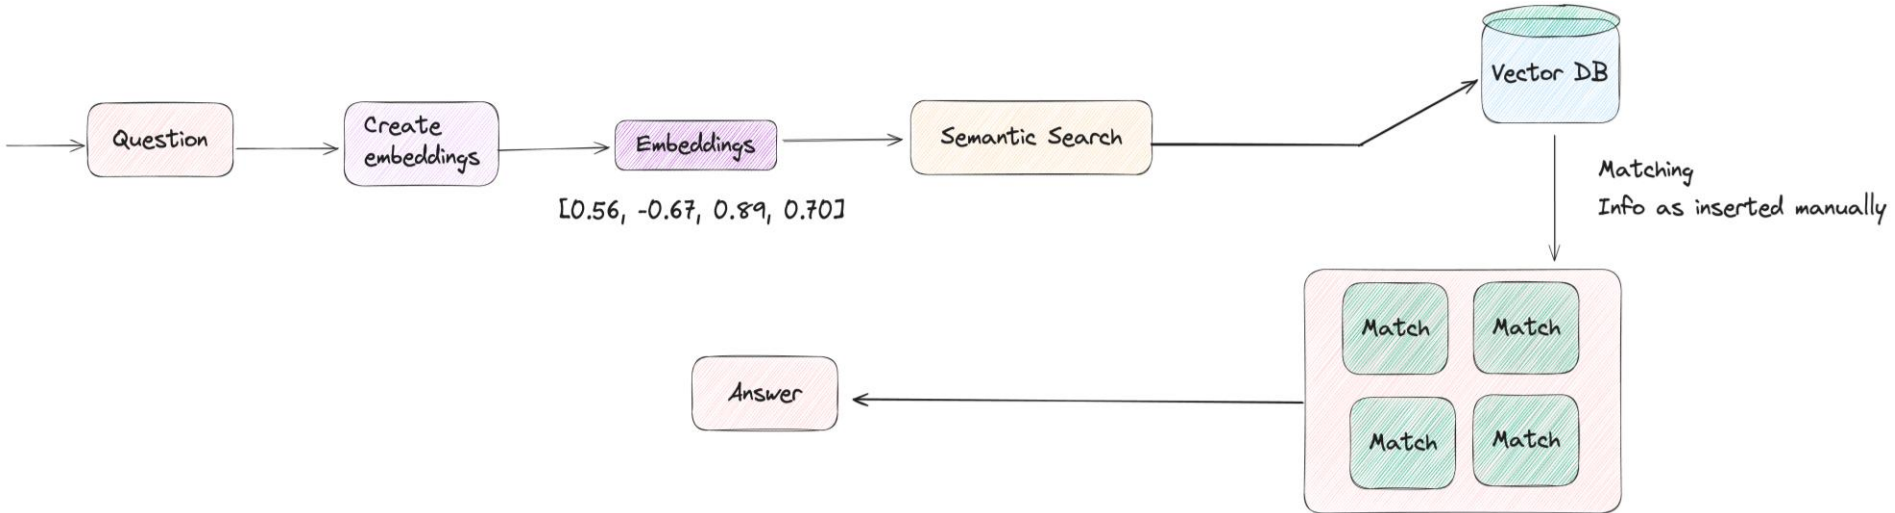 Question
Create
embeddings
Embeddings
[0.56, -0.67, 0.89, 0.70]
Semantic Search
Vector DB
Matching
Info as inserted manually
Match
Match
Match
Match
Answer